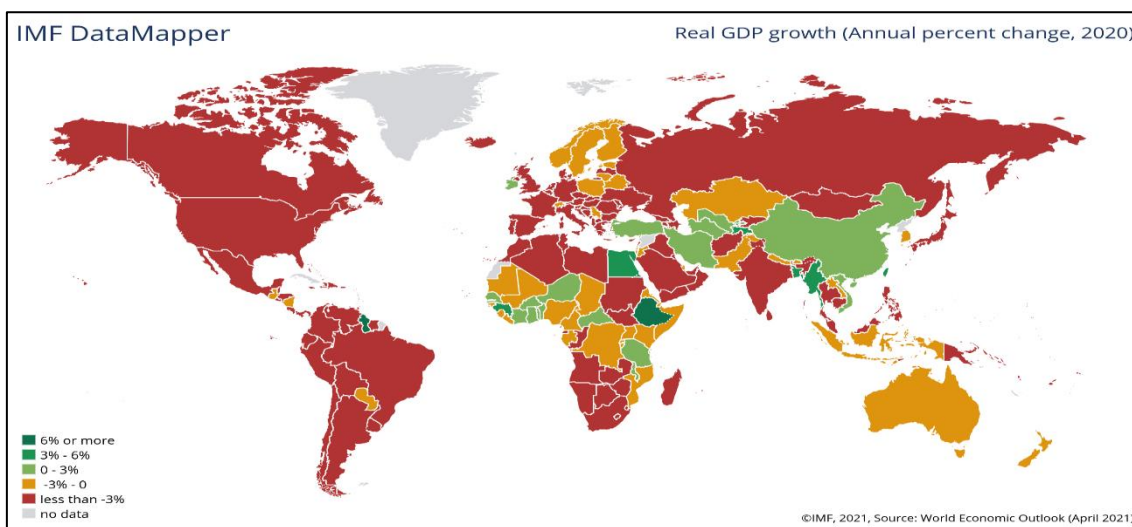 IMF DataMapper
Real GDP growth (Annual percent change, 2020)
6% or more
3% - 6%
0 - 3%
-3% - 0
less than -3%
no data
©IMF, 2021, Source: World Economic Outlook (April 2021)